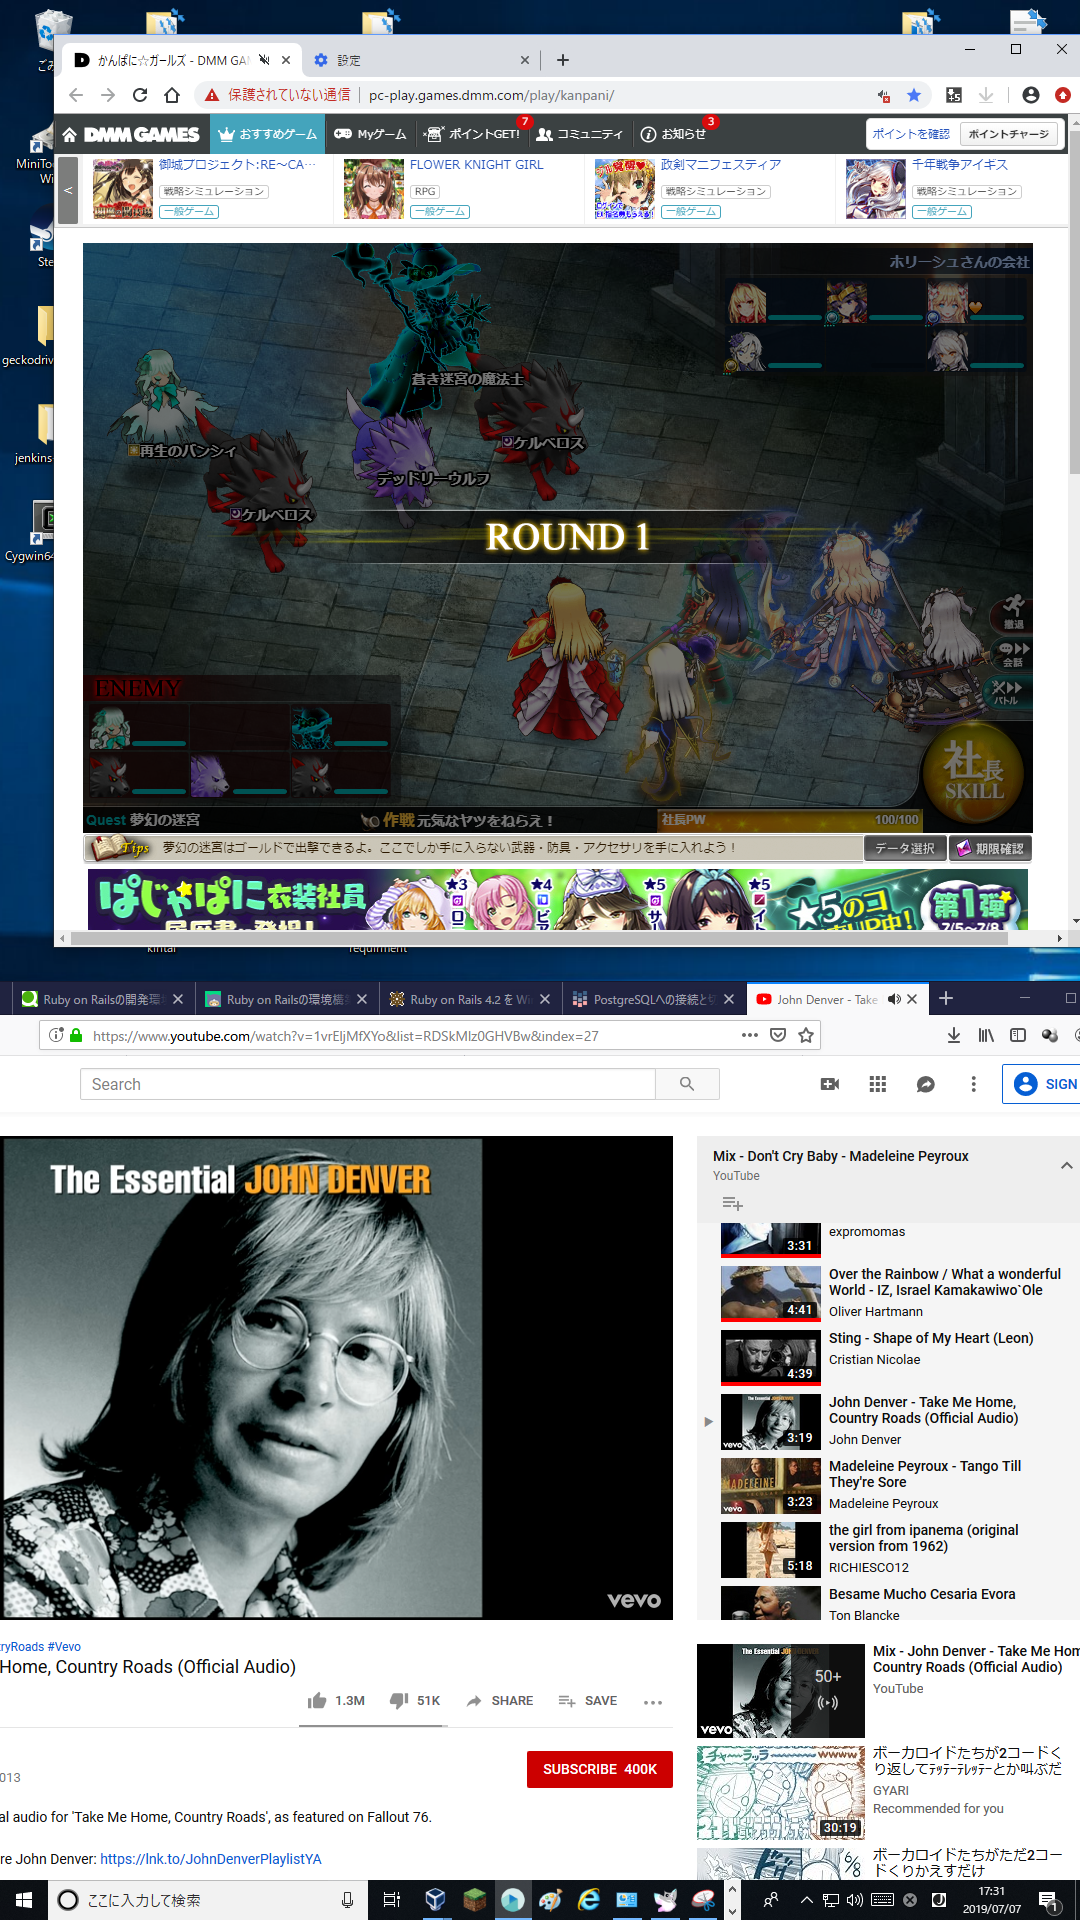 かんぱに☆ガールズ - DMM GA
設定
保護されていない通信
pc-play.games.dmm.com/play/kanpani/
DMM GAMES
おすすめゲーム
Myゲーム
ポイントGET!
7
コミュニティ
お知らせ
3
ポイントを確認
ポイントチャージ
御城プロジェクト:RE～CA…
戦略シミュレーション
一般ゲーム
FLOWER KNIGHT GIRL
RPG
一般ゲーム
政剣マニフェスティア
戦略シミュレーション
一般ゲーム
千年戦争アイギス
戦略シミュレーション
一般ゲーム
MiniToo
Wi
Ste
geckodriv
jenkins
Cygwin64
ホリーシュさんの会社
蒼き迷宮の魔法士
再生のバンシィ
ケルベロス
デッドリーウルフ
ケルベロス
ROUND 1
撤退
会話
バトル
ENEMY
社長
SKILL
Quest 夢幻の迷宮
作戦 元気なヤツをねらえ！
社長PW
100/100
Tips
夢幻の迷宮はゴールドで出撃できるよ。ここでしか手に入らない武器・防具・アクセサリを手に入れよう！
データ選択
期限確認
ぱじゃぱに衣装社員
★3
★4
★5
★5
★5のコ
第1弾
7/5～7/8
kintai
requirment
Ruby on Railsの開発環
Ruby on Railsの環境構
Ruby on Rails 4.2 を Wi
PostgreSQLへの接続と
John Denver - Take
https://www.youtube.com/watch?v=1vrEljMfXYo&list=RDSkMlz0GHVBw&index=27
Search
SIGN
The Essential JOHN DENVER
vevo
Mix - Don't Cry Baby - Madeleine Peyroux
YouTube
expromomas
3:31
Over the Rainbow / What a wonderful
World - IZ, Israel Kamakawiwo`Ole
Oliver Hartmann
4:41
Sting - Shape of My Heart (Leon)
Cristian Nicolae
4:39
John Denver - Take Me Home,
Country Roads (Official Audio)
John Denver
3:19
Madeleine Peyroux - Tango Till
They're Sore
Madeleine Peyroux
3:23
the girl from ipanema (original
version from 1962)
RICHIESCO12
5:18
Besame Mucho Cesaria Evora
Ton Blancke
ryRoads #Vevo
Home, Country Roads (Official Audio)
1.3M
51K
SHARE
SAVE
013
SUBSCRIBE 400K
al audio for 'Take Me Home, Country Roads', as featured on Fallout 76.
re John Denver: https://lnk.to/JohnDenverPlaylistYA
50+
Mix - John Denver - Take Me Hom
Country Roads (Official Audio)
YouTube
ボーカロイドたちが2コードく
り返してﾃｯﾃｰﾃﾚｯﾃｰとか叫ぶだ
GYARI
Recommended for you
30:19
ボーカロイドたちがただ2コー
ドくりかえすだけ
ここに入力して検索
17:31
2019/07/07
1